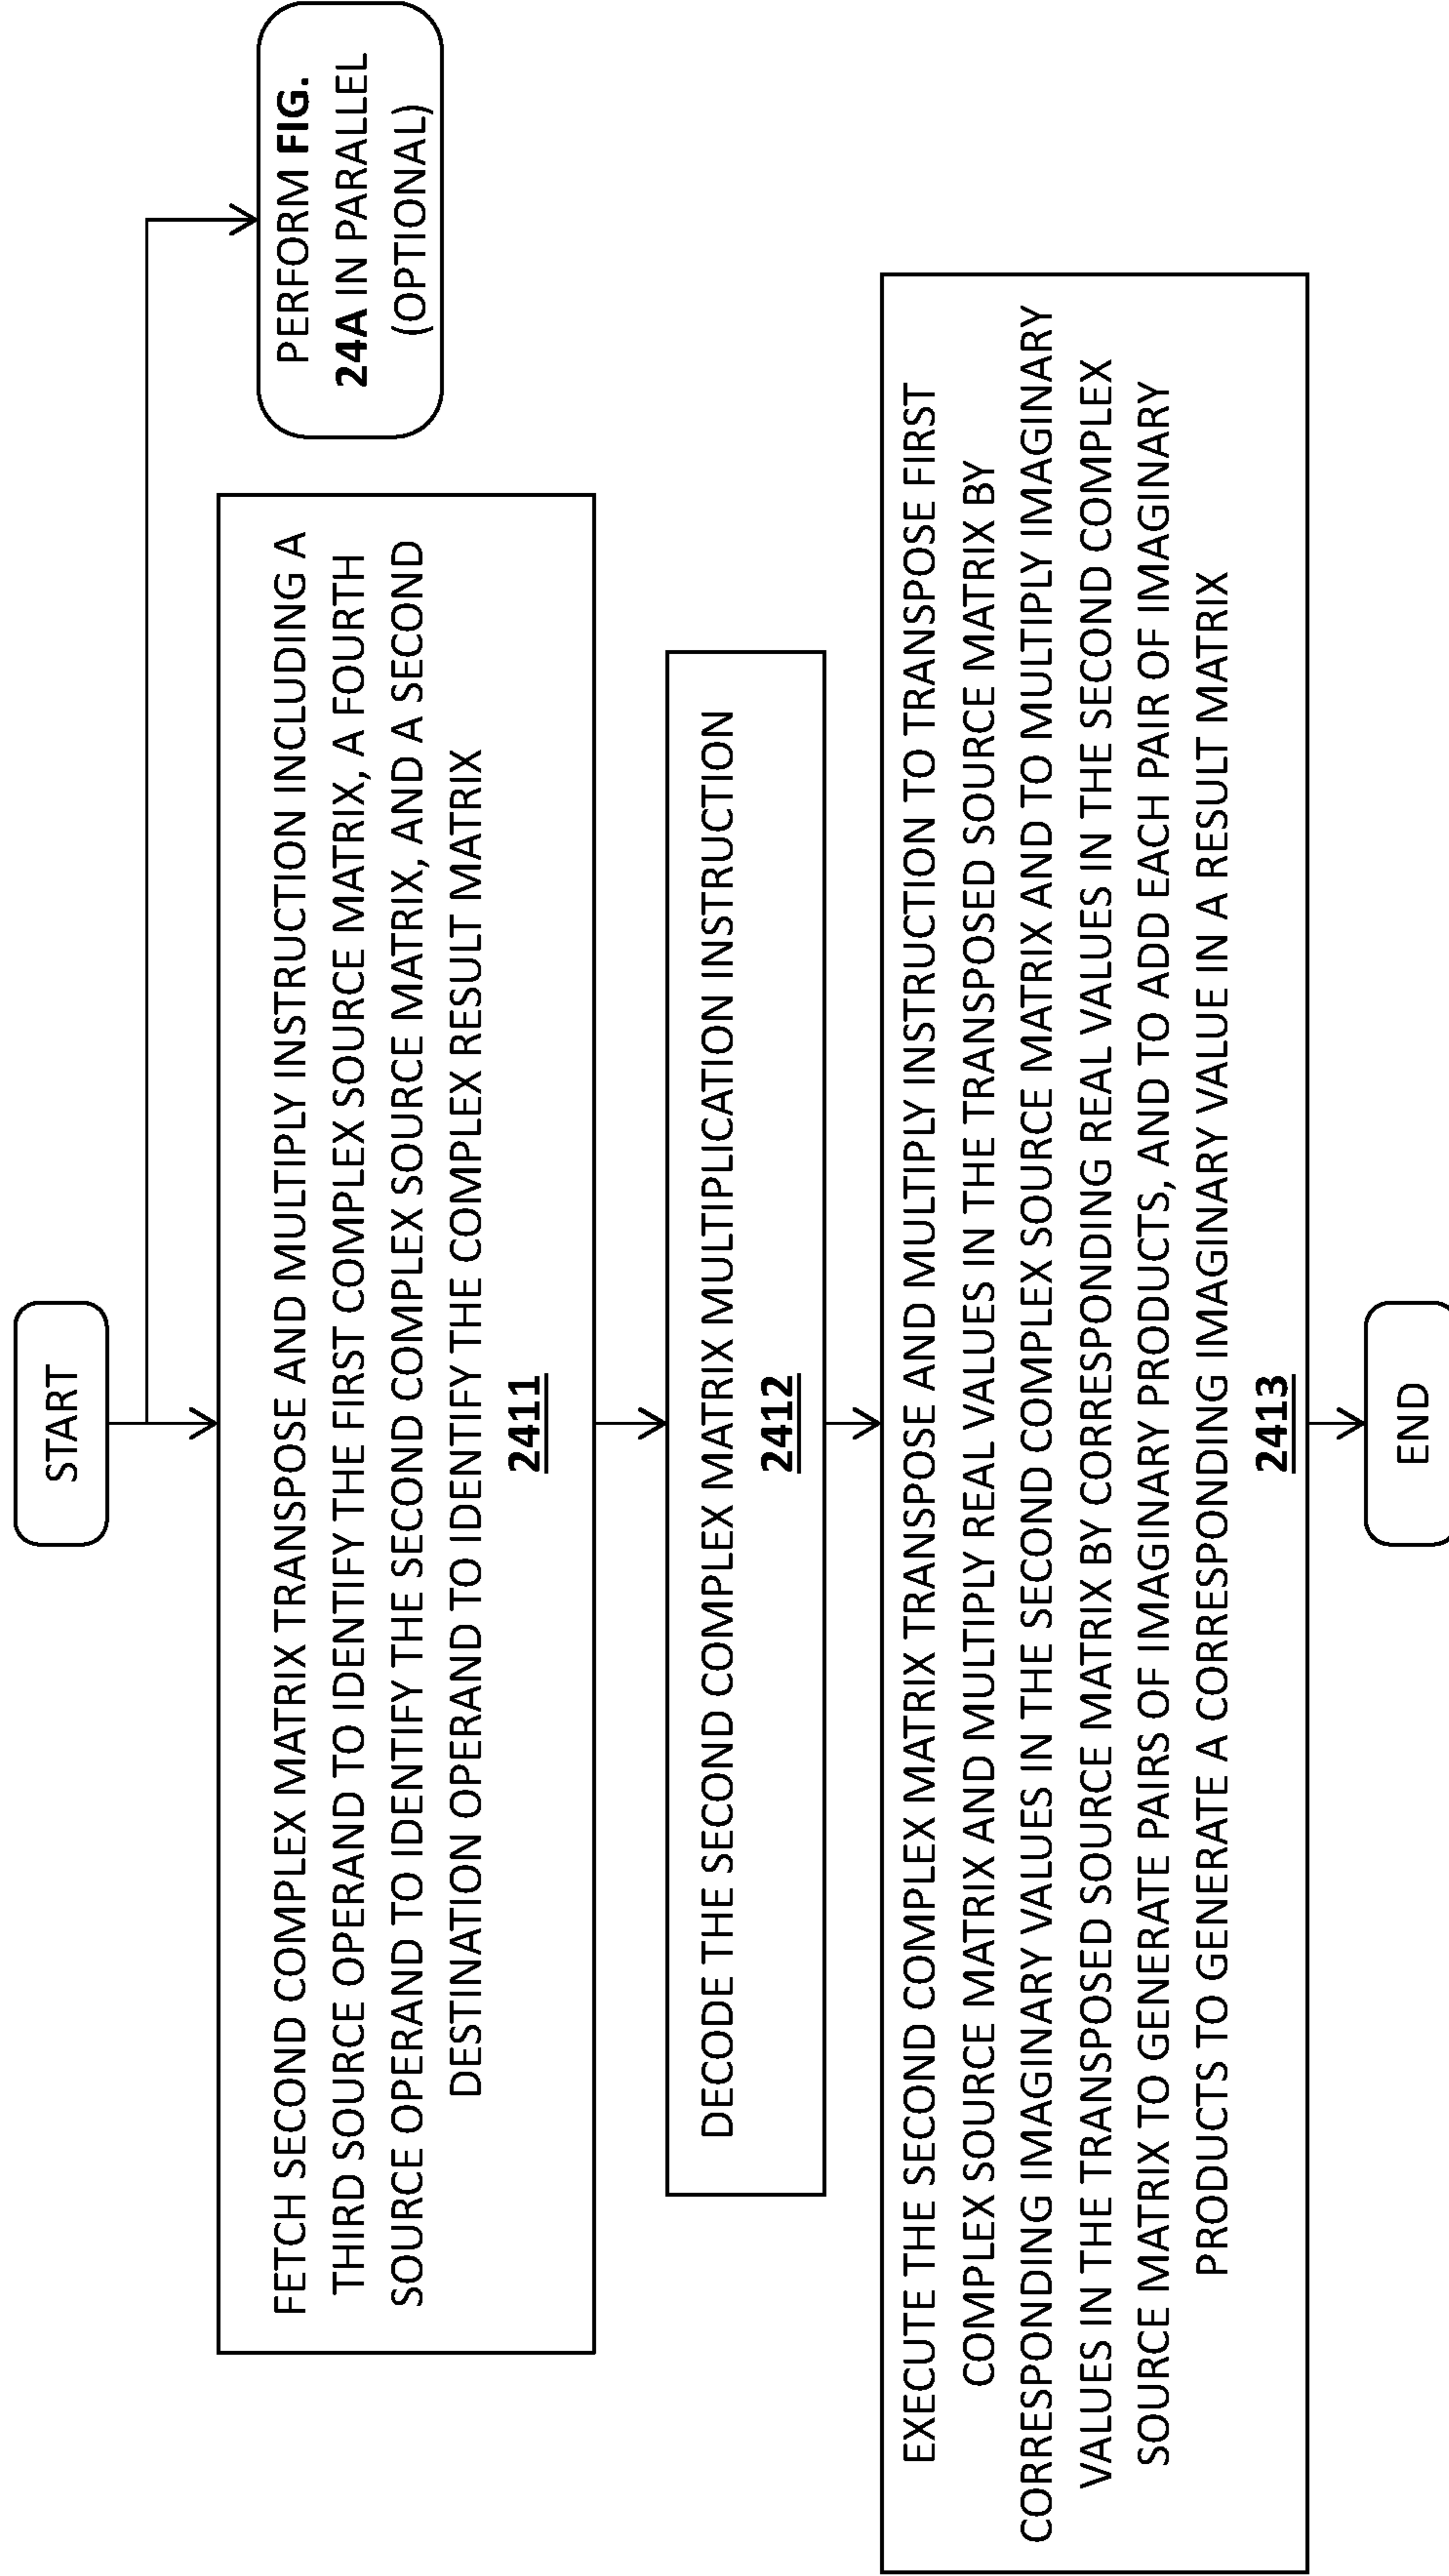 START
PERFORM FIG.
24A IN PARALLEL
(OPTIONAL)
FETCH SECOND COMPLEX MATRIX TRANSPOSE AND MULTIPLY INSTRUCTION INCLUDING A
THIRD SOURCE OPERAND TO IDENTIFY THE FIRST COMPLEX SOURCE MATRIX, A FOURTH
SOURCE OPERAND TO IDENTIFY THE SECOND COMPLEX SOURCE MATRIX, AND A SECOND
DESTINATION OPERAND TO IDENTIFY THE COMPLEX RESULT MATRIX
2411
DECODE THE SECOND COMPLEX MATRIX MULTIPLICATION INSTRUCTION
2412
EXECUTE THE SECOND COMPLEX MATRIX TRANSPOSE AND MULTIPLY INSTRUCTION TO TRANSPOSE FIRST
COMPLEX SOURCE MATRIX AND MULTIPLY REAL VALUES IN THE TRANSPOSED SOURCE MATRIX BY
CORRESPONDING IMAGINARY VALUES IN THE SECOND COMPLEX SOURCE MATRIX AND TO MULTIPLY IMAGINARY
VALUES IN THE TRANSPOSED SOURCE MATRIX BY CORRESPONDING REAL VALUES IN THE SECOND COMPLEX
SOURCE MATRIX TO GENERATE PAIRS OF IMAGINARY PRODUCTS, AND TO ADD EACH PAIR OF IMAGINARY
PRODUCTS TO GENERATE A CORRESPONDING IMAGINARY VALUE IN A RESULT MATRIX
2413
END